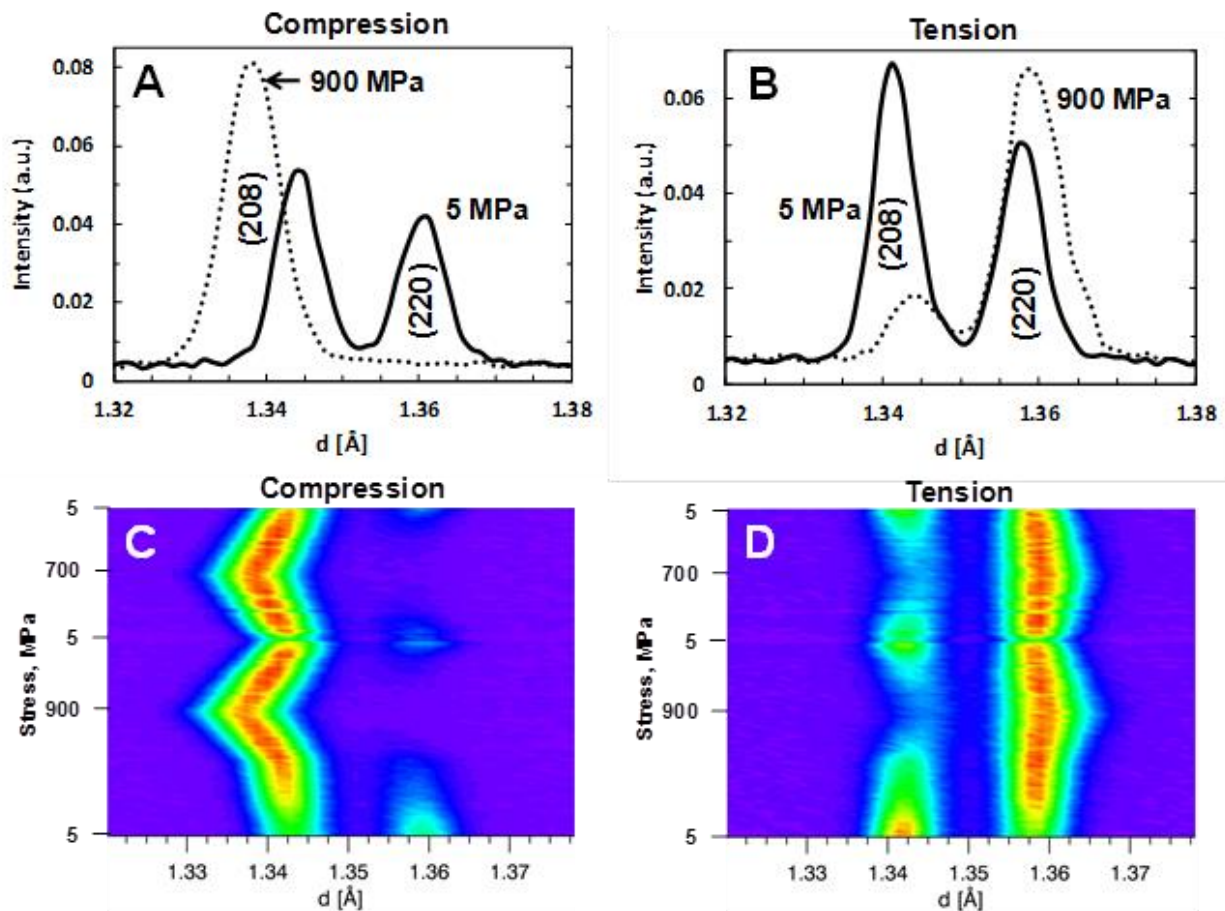 Compression
A
900 MPa
(208)
5 MPa
(220)
Intensity (a.u.)
0.08
0.06
0.04
0.02
0
1.32
1.34
1.36
1.38
d [Å]
Tension
B
900 MPa
5 MPa
(208)
(220)
Intensity (a.u.)
0.06
0.04
0.02
0
1.32
1.34
1.36
1.38
d [Å]
Compression
C
Stress, MPa
5
700
5
900
5
1.33
1.34
1.35
1.36
1.37
d [Å]
Tension
D
Stress, MPa
5
700
5
900
5
1.33
1.34
1.35
1.36
1.37
d [Å]